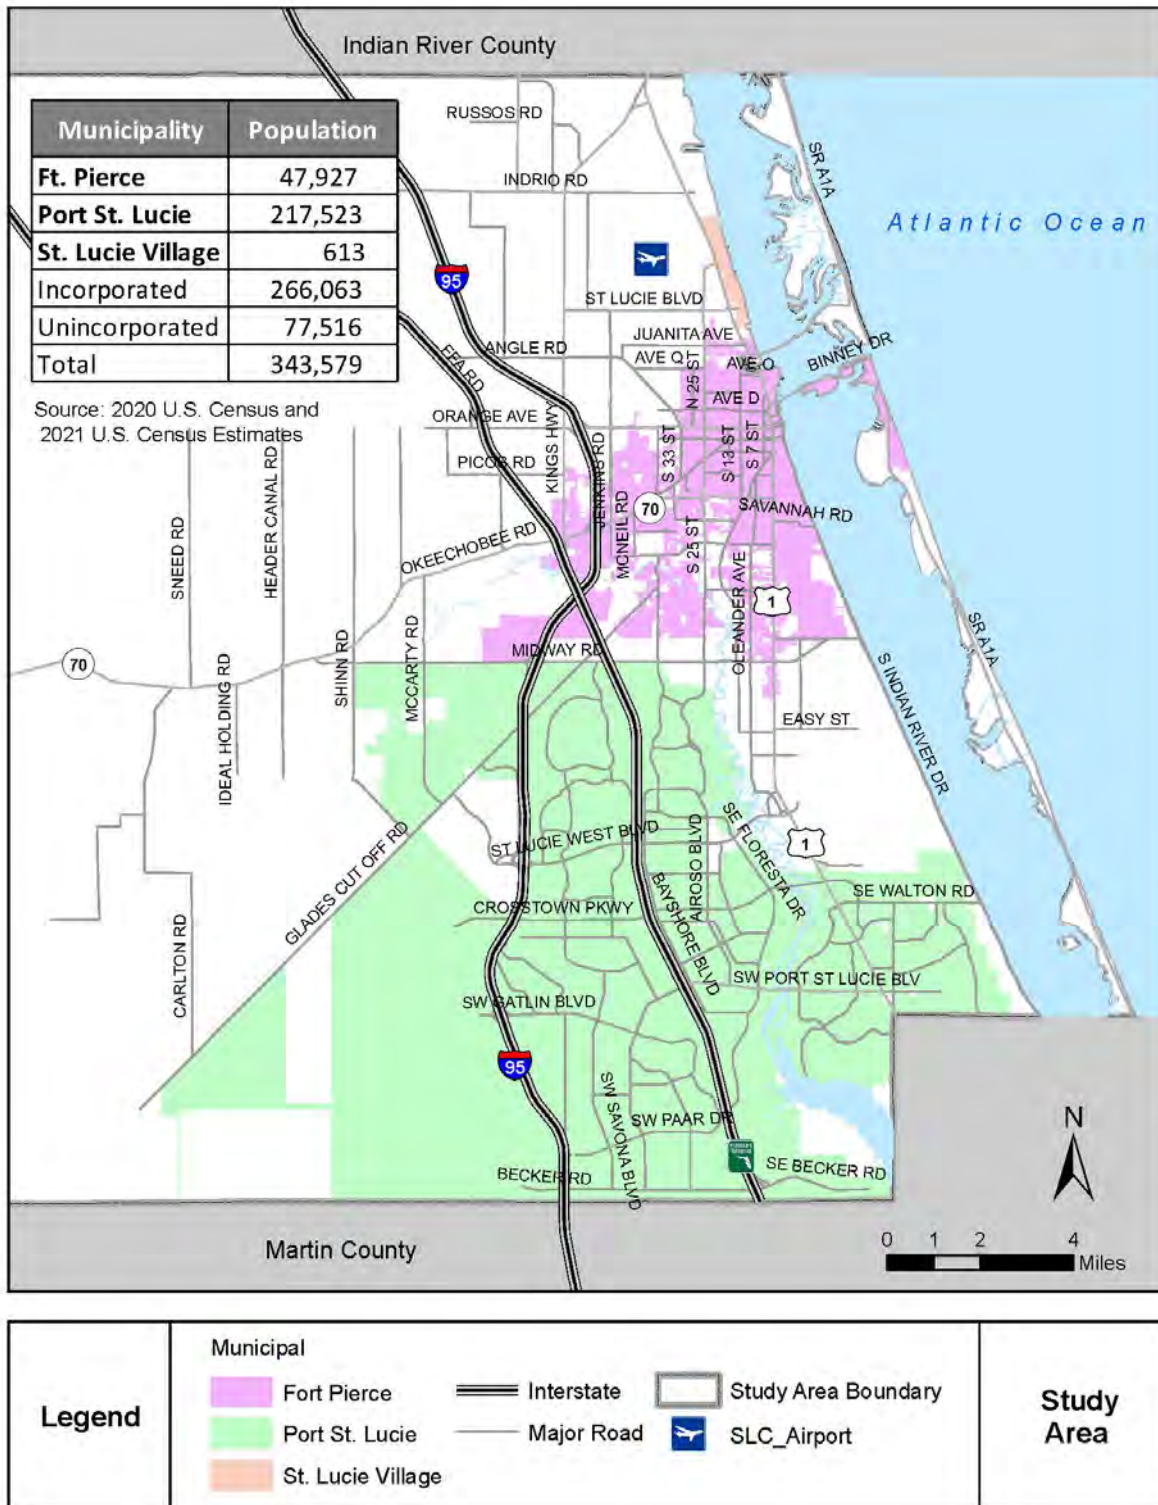 Indian River County
Municipality Population
Ft. Pierce 47,927
Port St. Lucie 217,523
St. Lucie Village 613
Incorporated 266,063
Unincorporated 77,516
Total 343,579
Source: 2020 U.S. Census and
2021 U.S. Census Estimates
RUSSOS RD
INDRIO RD
SR A1A
Atlantic Ocean
95
ST LUCIE BLVD
JUANITA AVE
ANGLE RD
AVE Q
AVE O
BINNEY DR
FFA RD
N 25 ST
AVE D
ORANGE AVE
KINGS HWY
JENKINS RD
S 33 ST
S 13 ST
S 7 ST
PICOS RD
MCNEIL RD
70
SAVANNAH RD
SNEED RD
HEADER CANAL RD
OKEECHOBEE RD
S 25 ST
OLEANDER AVE
1
SR A1A
70
IDEAL HOLDING RD
SHINN RD
MCCARTY RD
MIDWAY RD
S INDIAN RIVER DR
EASY ST
GLADES CUT OFF RD
ST LUCIE WEST BLVD
AIROSO BLVD
SE FLORESTA DR
1
BAYSHORE BLVD
SE WALTON RD
CROSSTOWN PKWY
CARLTON RD
SW PORT ST LUCIE BLV
SW GATLIN BLVD
95
SW SAVONA BLVD
SW PAAR DR
BECKER RD
SE BECKER RD
N
0 1 2 4
Miles
Martin County
Legend
Municipal
Fort Pierce
Port St. Lucie
St. Lucie Village
Interstate
Major Road
Study Area Boundary
SLC_Airport
Study
Area